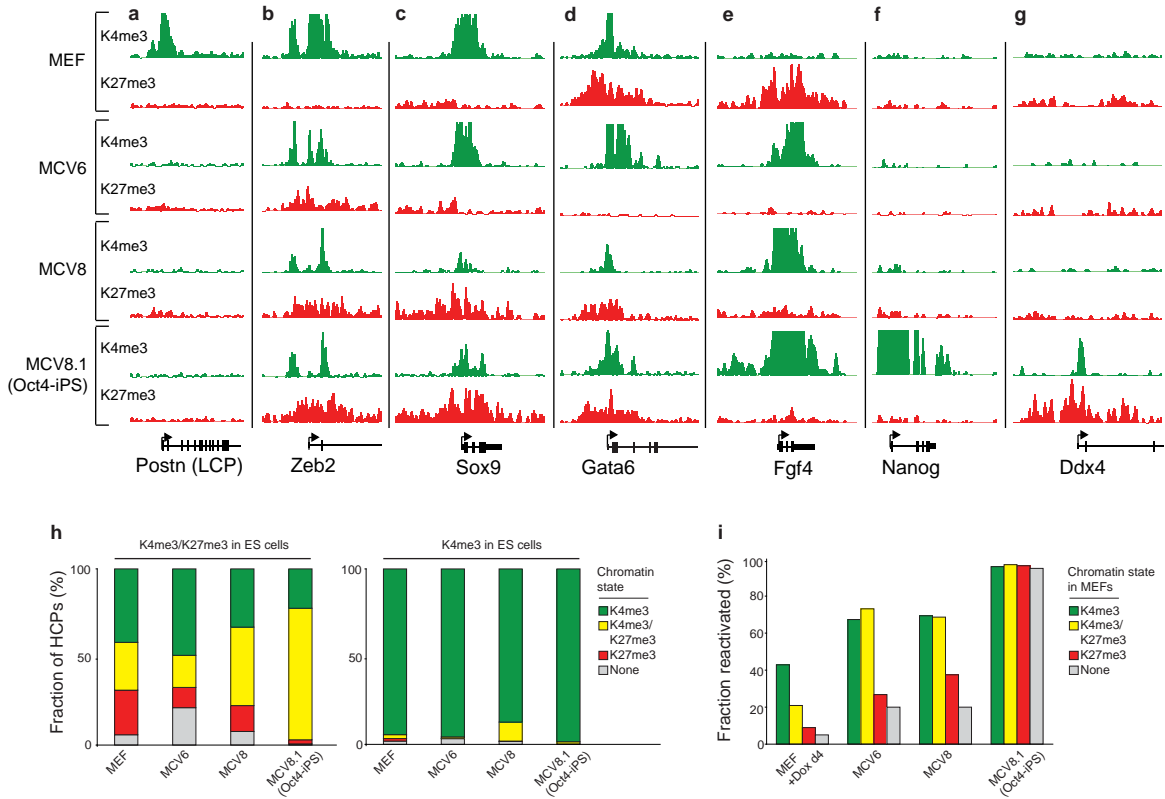 a b c d e f g
MEF
K4me3
K27me3
MCV6
K4me3
K27me3
MCV8
K4me3
K27me3
MCV8.1
(Oct4-iPS)
K4me3
K27me3
Postn (LCP) Zeb2 Sox9 Gata6 Fgf4 Nanog Ddx4
h
K4me3/K27me3 in ES cells
Fraction of HCPs (%)
100
50
0
MEF
MCV6
MCV8
MCV8.1
(Oct4-iPS)
K4me3 in ES cells
100
50
0
MEF
MCV6
MCV8
MCV8.1
(Oct4-iPS)
Chromatin
state
K4me3
K4me3/
K27me3
K27me3
None
i
Fraction reactivated (%)
100
80
60
40
20
0
MEF
+Dox d4
MCV6
MCV8
MCV8.1
(Oct4-iPS)
Chromatin state
in MEFs
K4me3
K4me3/
K27me3
K27me3
None